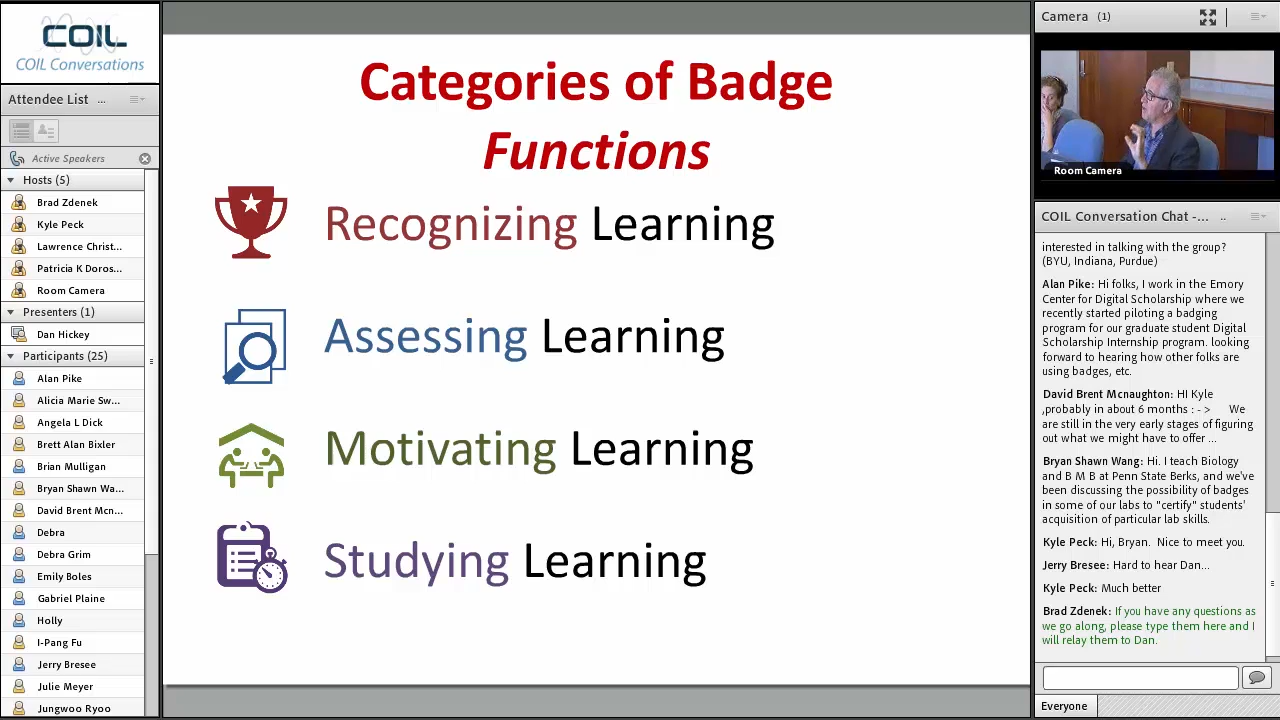 COIL
COIL Conversations
Attendee List ...
Active Speakers
Hosts (5)
Brad Zdenek
Kyle Peck
Lawrence Christ...
Patricia K Doros...
Room Camera
Presenters (1)
Dan Hickey
Participants (25)
Alan Pike
Alicia Marie Sw...
Angela L Dick
Brett Alan Bixler
Brian Mulligan
Bryan Shawn Wa...
David Brent Mcn...
Debra
Debra Grim
Emily Boles
Gabriel Plaine
Holly
I-Pang Fu
Jerry Bresee
Julie Meyer
Jungwoo Ryoo
Categories of Badge
Functions
Recognizing Learning
Assessing Learning
Motivating Learning
Studying Learning
Camera (1)
Room Camera
COIL Conversation Chat -... ..
interested in talking with the group?
(BYU, Indiana, Purdue)
Alan Pike: Hi folks, I work in the Emory
Center for Digital Scholarship where we
recently started piloting a badging
program for our graduate student Digital
Scholarship Internship program. looking
forward to hearing how other folks are
using badges, etc.
David Brent Mcnaughton: HI Kyle
,probably in about 6 months : - > We
are still in the very early stages of figuring
out what we might have to offer ...
Bryan Shawn Wang: Hi. I teach Biology
and B M B at Penn State Berks, and we've
been discussing the possibility of badges
in some of our labs to "certify" students'
acquisition of particular lab skills.
Kyle Peck: Hi, Bryan. Nice to meet you.
Jerry Bresee: Hard to hear Dan...
Kyle Peck: Much better
Brad Zdenek: If you have any questions as
we go along, please type them here and I
will relay them to Dan.
Everyone